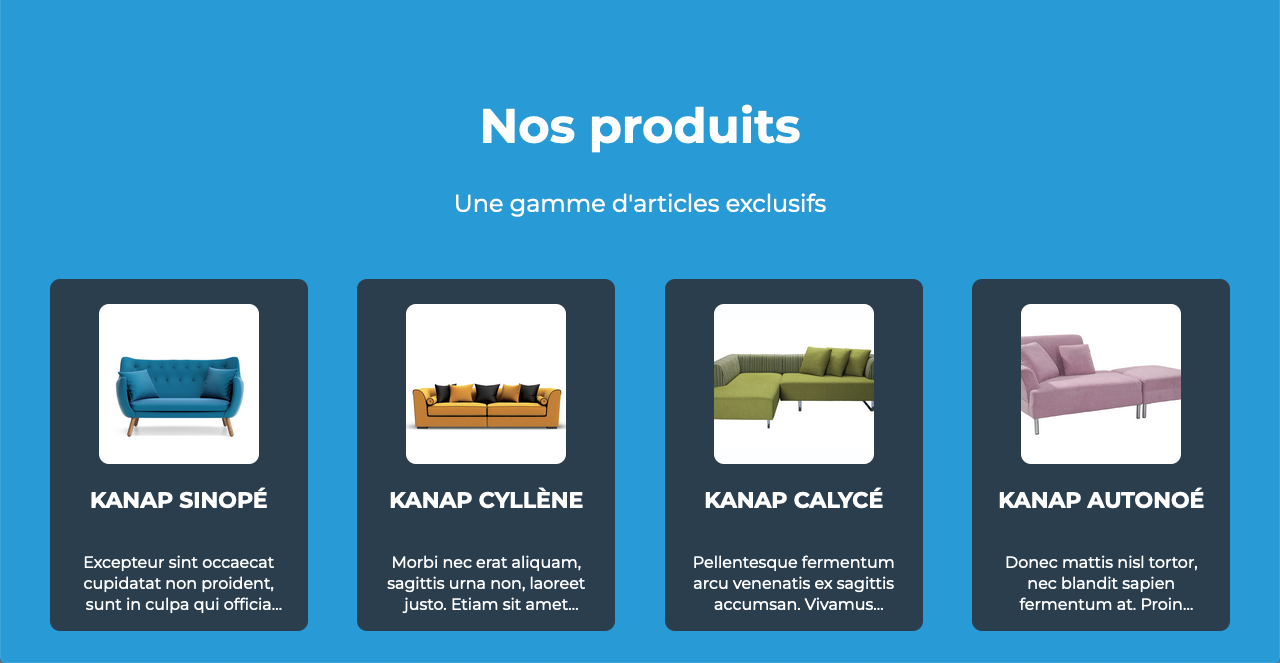 Nos produits
Une gamme d'articles exclusifs
KANAP SINOPÉ
Excepteur sint occaecat
cupidatat non proident,
sunt in culpa qui officia...
KANAP CYLLÈNE
Morbi nec erat aliquam,
sagittis urna non, laoreet
justo. Etiam sit amet...
KANAP CALYCÉ
Pellentesque fermentum
arcu venenatis ex sagittis
accumsan. Vivamus...
KANAP AUTONOÉ
Donec mattis nisl tortor,
nec blandit sapien
fermentum at. Proin...